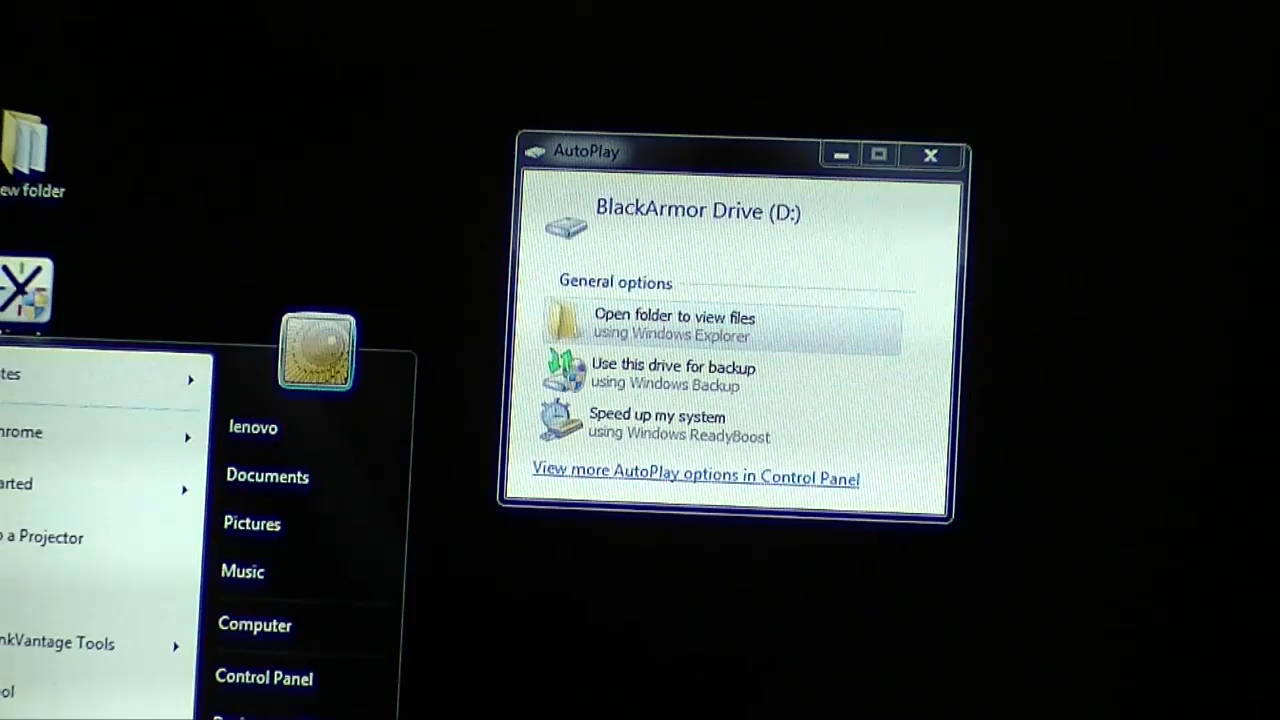 ew folder
tes
hrome
arted
o a Projector
nkVantage Tools
ol
lenovo
Documents
Pictures
Music
Computer
Control Panel
AutoPlay
BlackArmor Drive (D:)
General options
Open folder to view files
using Windows Explorer
Use this drive for backup
using Windows Backup
Speed up my system
using Windows ReadyBoost
View more AutoPlay options in Control Panel